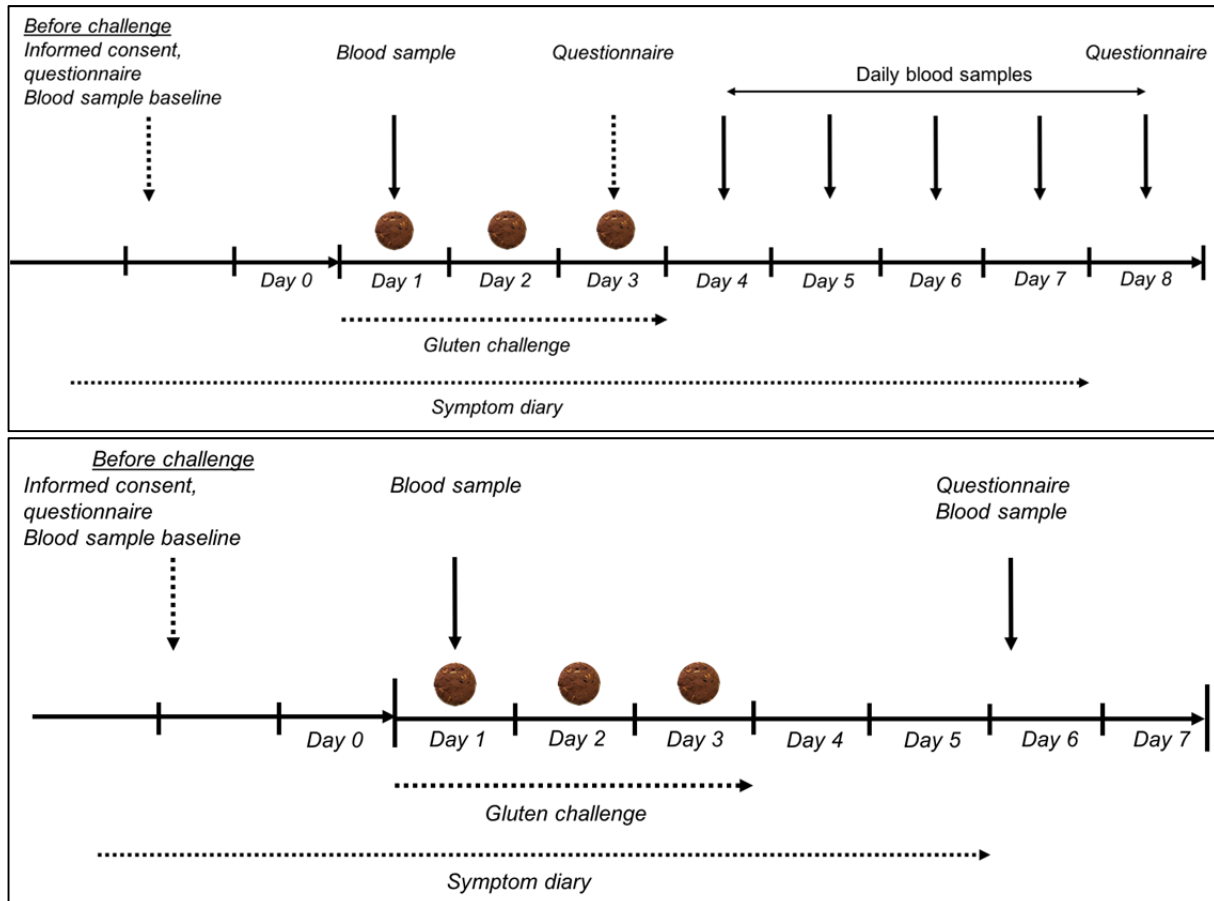 Before challenge
Informed consent,
questionnaire
Blood sample baseline
Blood sample
Questionnaire
Daily blood samples
Questionnaire
Day 0
Day 1
Day 2
Day 3
Day 4
Day 5
Day 6
Day 7
Day 8
Gluten challenge
Symptom diary
Before challenge
Informed consent,
questionnaire
Blood sample baseline
Blood sample
Questionnaire
Blood sample
Day 0
Day 1
Day 2
Day 3
Day 4
Day 5
Day 6
Day 7
Gluten challenge
Symptom diary